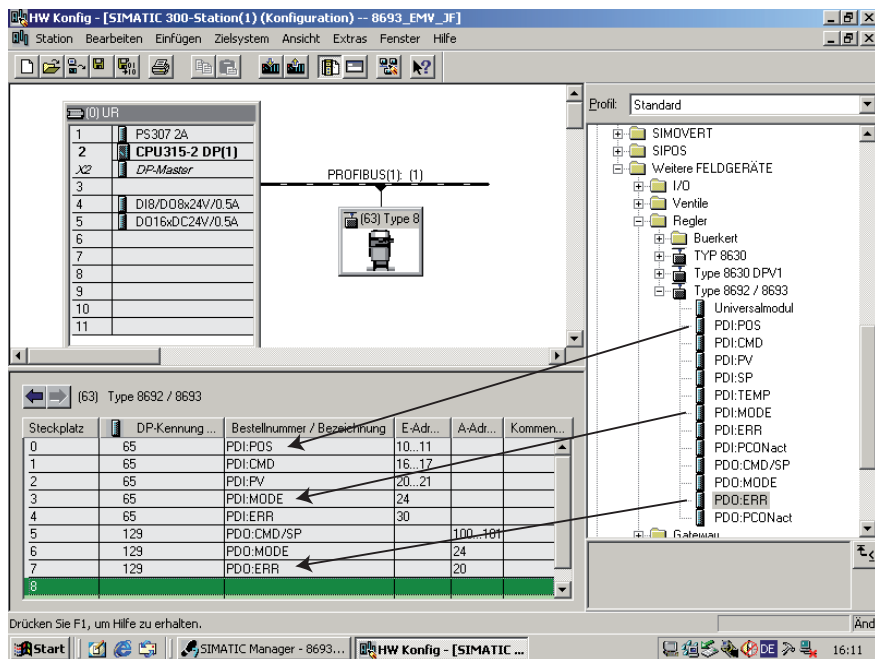 HW Konfig - [SIMATIC 300-Station(1) (Konfiguration) -- 8693_EMV_JF]
Station Bearbeiten Einfügen Zielsystem Ansicht Extras Fenster Hilfe
(0) UR
1 PS307 2A
2 CPU315-2 DP(1)
X2 DP-Master
3
4 DI8/DO8x24V/0.5A
5 DO16xDC24V/0.5A
6
7
8
9
10
11
PROFIBUS(1): (1)
(63) Type 8
Profil: Standard
SIMOVERT
SIPOS
Weitere FELDGERÄTE
I/O
Ventile
Regler
Buerkert
TYP 8630
Type 8630 DPV1
Type 8692 / 8693
Universalmodul
PDI:POS
PDI:CMD
PDI:PV
PDI:SP
PDI:TEMP
PDI:MODE
PDI:ERR
PDI:PCONact
PDO:CMD/SP
PDO:MODE
PDO:ERR
PDO:PCONact
Gateway
(63) Type 8692 / 8693
Steckplatz DP-Kennung ... Bestellnummer / Bezeichnung E-Adr... A-Adr... Kommen...
0 65 PDI:POS 10...11
1 65 PDI:CMD 16...17
2 65 PDI:PV 20...21
3 65 PDI:MODE 24
4 65 PDI:ERR 30
5 129 PDO:CMD/SP 100...101
6 129 PDO:MODE 24
7 129 PDO:ERR 20
8
Drücken Sie F1, um Hilfe zu erhalten.
Änd
Start
SIMATIC Manager - 8693...
HW Konfig - [SIMATIC ...
DE
16:11